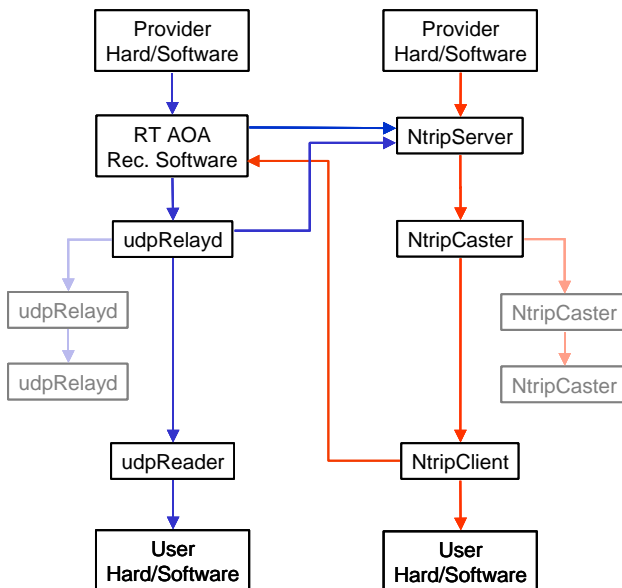 Provider
Hard/Software
Provider
Hard/Software
RT AOA
Rec. Software
NtripServer
udpRelayd
NtripCaster
udpRelayd
NtripCaster
udpRelayd
NtripCaster
udpReader
NtripClient
User
Hard/Software
User
Hard/Software